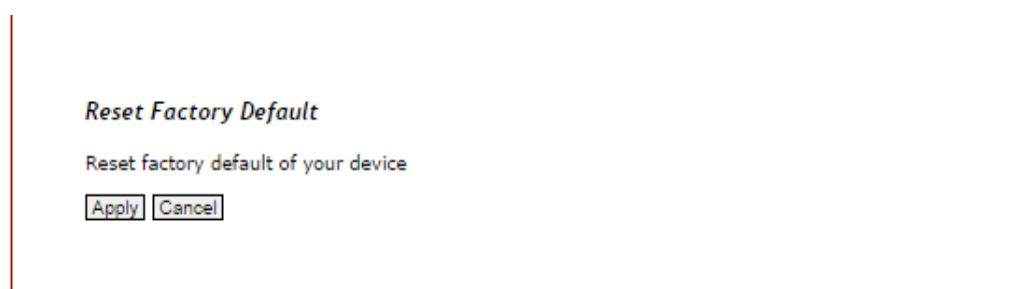 Reset Factory Default
Reset factory default of your device
Apply Cancel